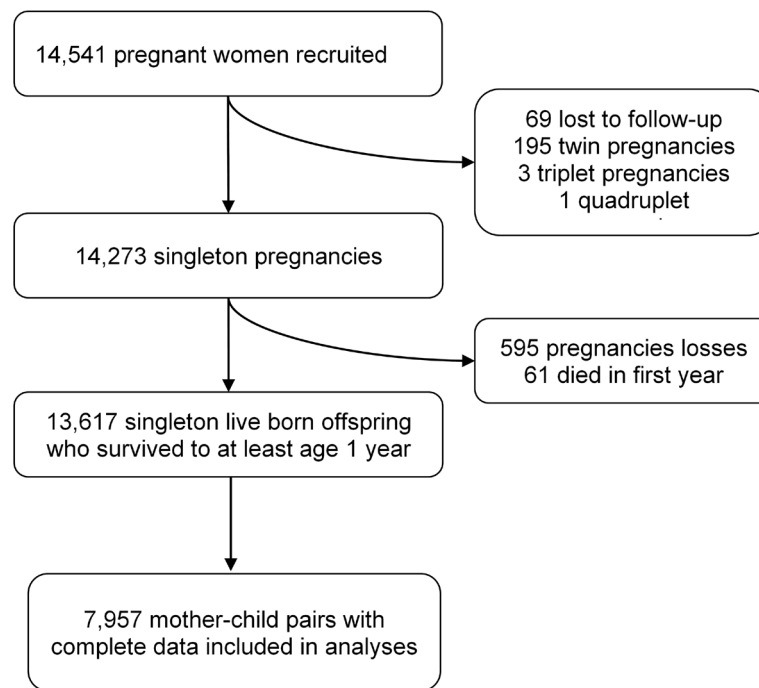 14,541 pregnant women recruited
69 lost to follow-up
195 twin pregnancies
3 triplet pregnancies
1 quadruplet
14,273 singleton pregnancies
595 pregnancies losses
61 died in first year
13,617 singleton live born offspring
who survived to at least age 1 year
7,957 mother-child pairs with
complete data included in analyses